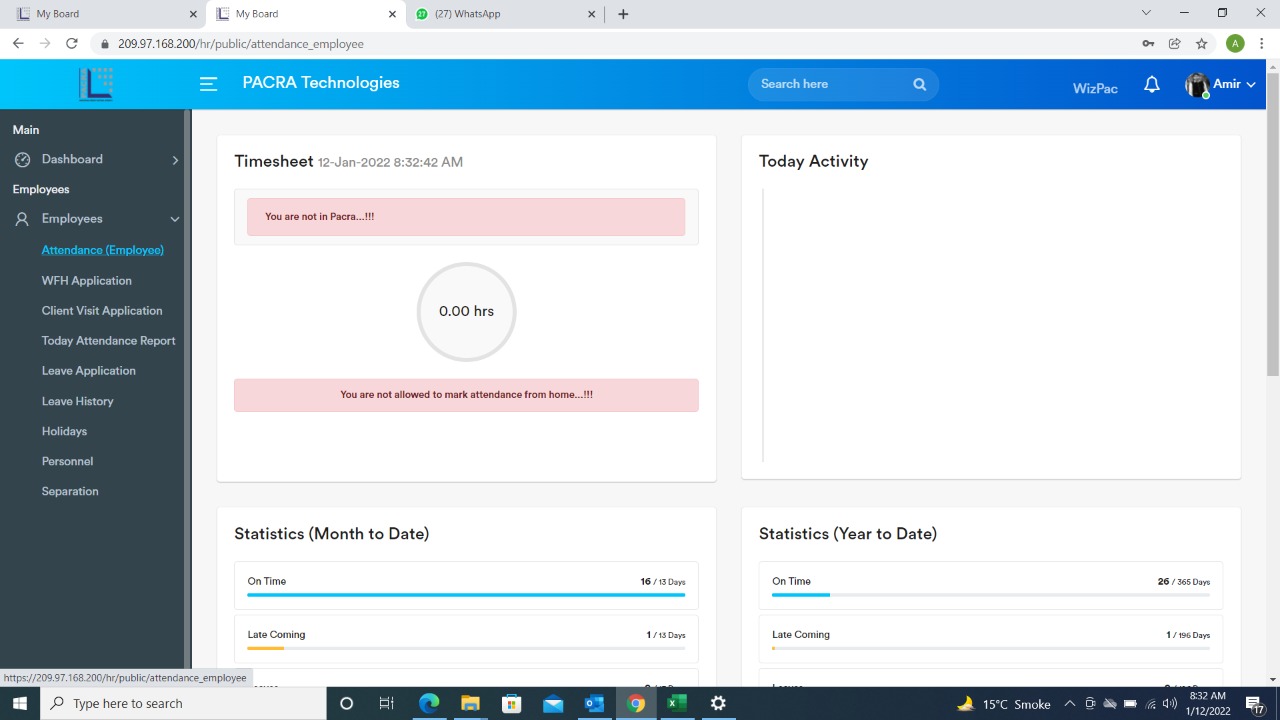 My Board
My Board
(27) WhatsApp
209.97.168.200/hr/public/attendance_employee
A
PACRA Technologies
Search here
WizPac
Amir
Main
Dashboard
Employees
Employees
Attendance (Employee)
WFH Application
Client Visit Application
Today Attendance Report
Leave Application
Leave History
Holidays
Personnel
Separation
Timesheet 12-Jan-2022 8:32:42 AM
You are not in Pacra...!!!
0.00 hrs
You are not allowed to mark attendance from home...!!!
Today Activity
Statistics (Month to Date)
On Time 16 / 13 Days
Late Coming 1 / 13 Days
Statistics (Year to Date)
On Time 26 / 365 Days
Late Coming 1 / 196 Days
https://209.97.168.200/hr/public/attendance_employee
Type here to search
15°C Smoke
8:32 AM
1/12/2022
17